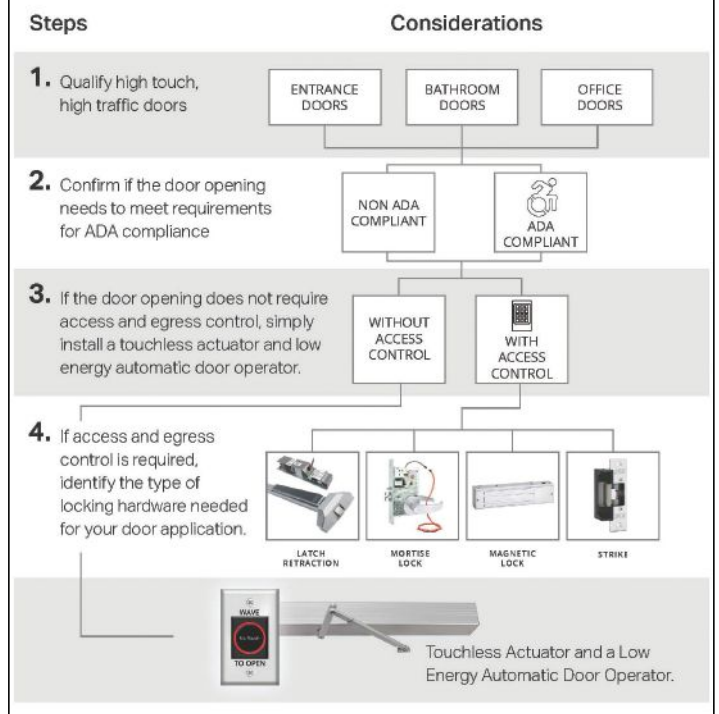 Steps
Considerations
1. Qualify high touch,
high traffic doors
ENTRANCE
DOORS
BATHROOM
DOORS
OFFICE
DOORS
2. Confirm if the door opening
needs to meet requirements
for ADA compliance
NON ADA
COMPLIANT
ADA
COMPLIANT
3. If the door opening does not require
access and egress control, simply
install a touchless actuator and low
energy automatic door operator.
WITHOUT
ACCESS
CONTROL
WITH
ACCESS
CONTROL
4. If access and egress
control is required,
identify the type of
locking hardware needed
for your door application.
LATCH
RETRACTION
MORTISE
LOCK
MAGNETIC
LOCK
STRIKE
WAVE
TO OPEN
Touchless Actuator and a Low
Energy Automatic Door Operator.